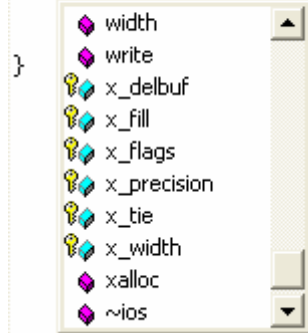 width
write
}
x_delbuf
x_fill
x_flags
x_precision
x_tie
x_width
xalloc
~ios